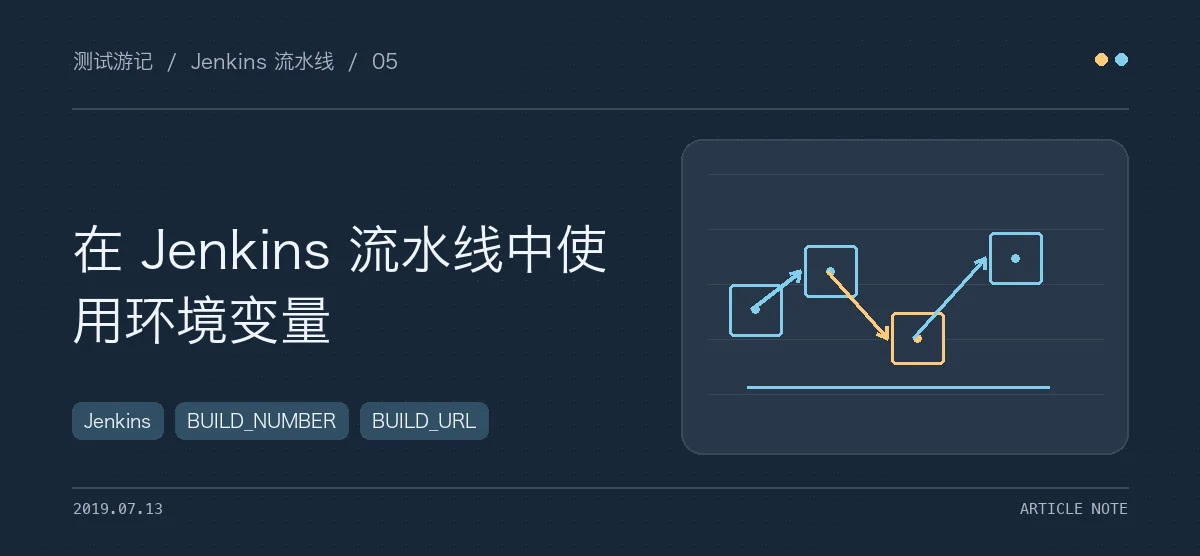 测试游记 / Jenkins 流水线 / 05
在 Jenkins 流水线中使
用环境变量
Jenkins BUILD_NUMBER BUILD_URL
2019.07.13 ARTICLE NOTE